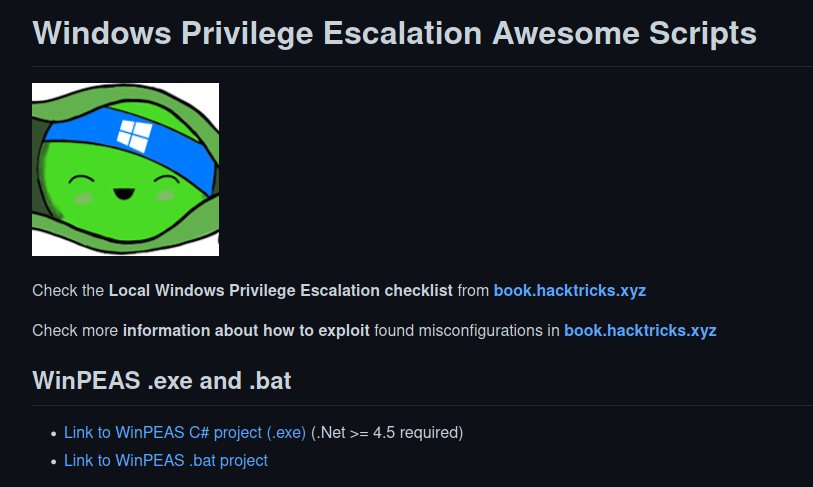 Windows Privilege Escalation Awesome Scripts
Check the Local Windows Privilege Escalation checklist from book.hacktricks.xyz
Check more information about how to exploit found misconfigurations in book.hacktricks.xyz
WinPEAS .exe and .bat
• Link to WinPEAS C# project (.exe) (.Net >= 4.5 required)
• Link to WinPEAS .bat project